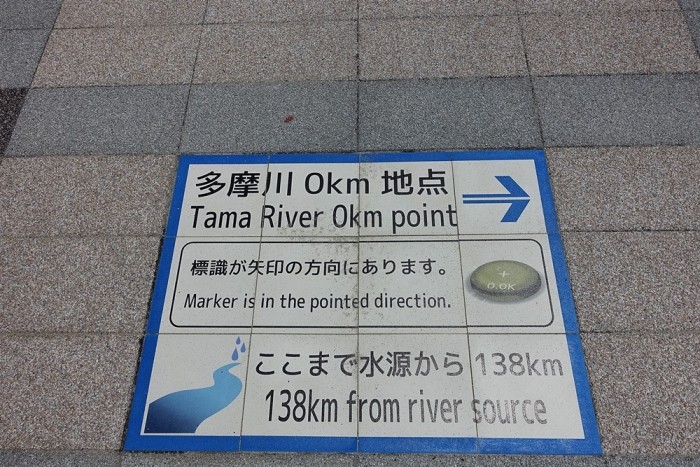 多摩川 0km 地点
Tama River 0km point
標識が矢印の方向にあります。
Marker is in the pointed direction.
+
0.0K
ここまで水源から 138km
138km from river source